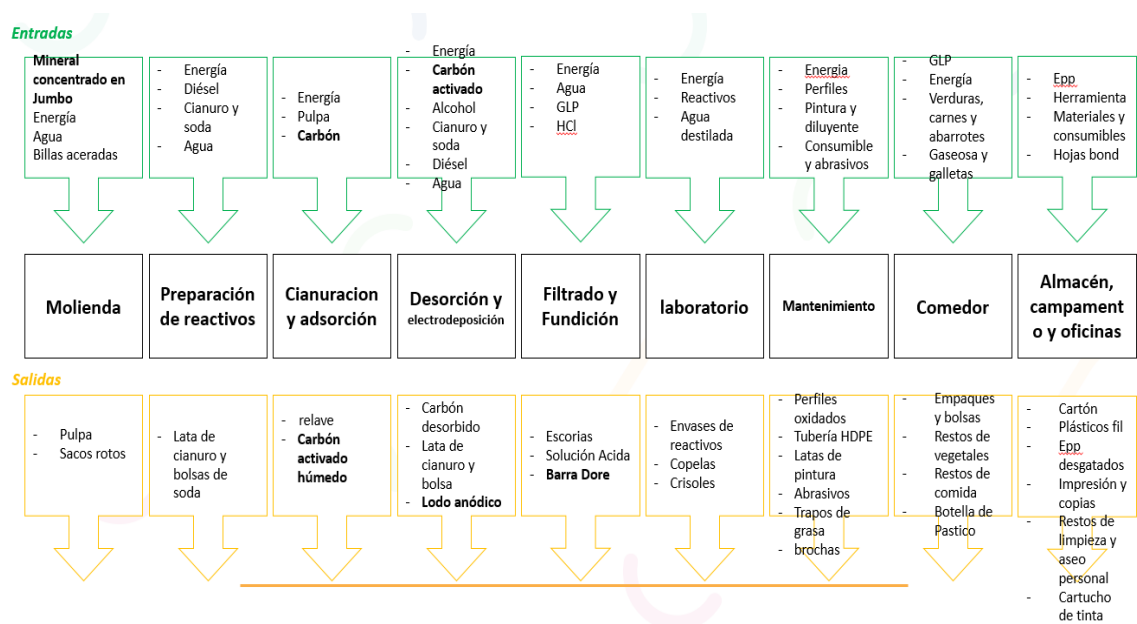 Entradas
Mineral
concentrado en
Jumbo
Energía
Agua
Billas aceradas
- Energía
- Diésel
- Cianuro y
soda
- Agua
- Energía
- Pulpa
- Carbón
- Energía
- Carbón
activado
- Alcohol
- Cianuro y
soda
- Diésel
- Agua
- Energía
- Agua
- GLP
- HCl
- Energía
- Reactivos
- Agua
destilada
- Energia
- Perfiles
- Pintura y
diluyente
- Consumible
y abrasivos
- GLP
- Energía
- Verduras,
carnes y
abarrotes
- Gaseosa y
galletas
- Epp
- Herramienta
- Materiales y
consumibles
- Hojas bond
Molienda
Preparación
de reactivos
Cianuracion
y adsorción
Desorción y
electrodeposición
Filtrado y
Fundición
laboratorio
Mantenimiento
Comedor
Almacén,
campament
o y oficinas
Salidas
- Pulpa
- Sacos rotos
- Lata de
cianuro y
bolsas de
soda
- relave
- Carbón
activado
húmedo
- Carbón
desorbido
- Lata de
cianuro y
bolsa
- Lodo anódico
- Escorias
- Solución Acida
- Barra Dore
- Envases de
reactivos
- Copelas
- Crisoles
- Perfiles
oxidados
- Tubería HDPE
- Latas de
pintura
- Abrasivos
- Trapos de
grasa
- brochas
- Empaques
y bolsas
- Restos de
vegetales
- Restos de
comida
- Botella de
Pastico
- Cartón
- Plásticos fil
- Epp
desgatados
- Impresión y
copias
- Restos de
limpieza y
aseo
personal
- Cartucho
de tinta